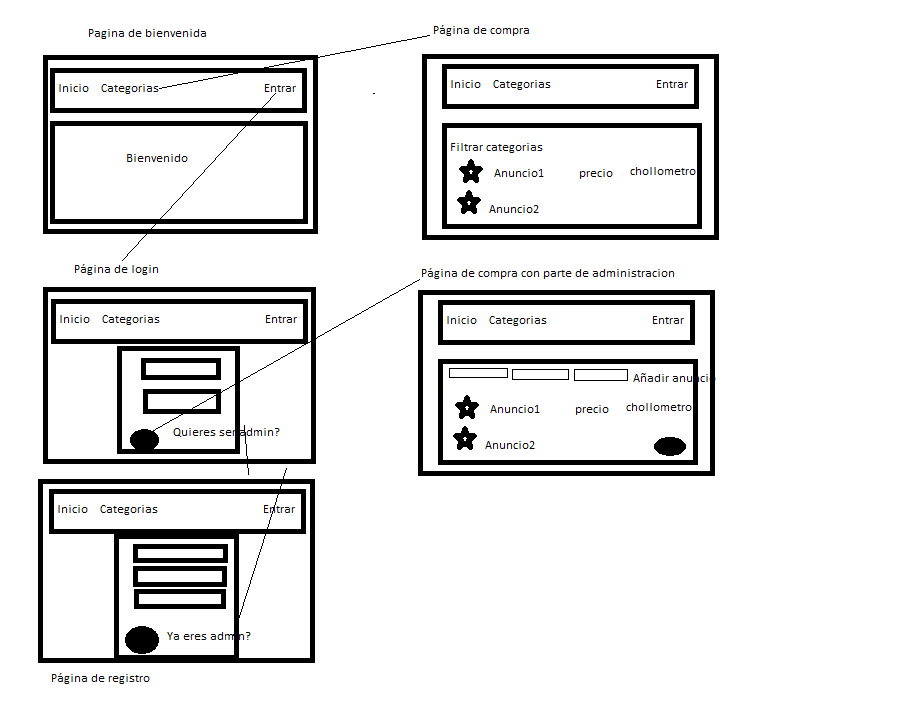 Pagina de bienvenida
Inicio Categorias Entrar
Bienvenido
Página de compra
Inicio Categorias Entrar
Filtrar categorias
Anuncio1 precio chollometro
Anuncio2
Página de login
Inicio Categorias Entrar
Quieres ser admin?
Página de compra con parte de administracion
Inicio Categorias Entrar
Añadir anuncio
Anuncio1 precio chollometro
Anuncio2
Inicio Categorias Entrar
Ya eres admin?
Página de registro